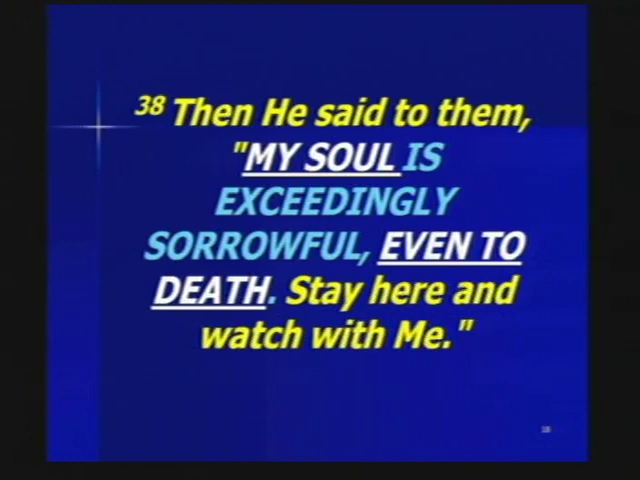 38 Then He said to them,
"MY SOUL IS
EXCEEDINGLY
SORROWFUL, EVEN TO
DEATH. Stay here and
watch with Me."